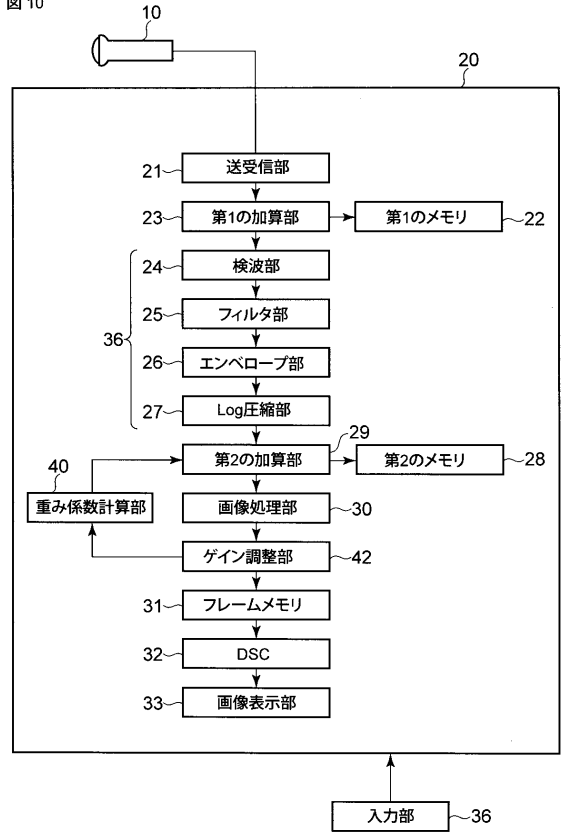 図10
10
20
21 送受信部
23 第1の加算部 第1のメモリ 22
24 検波部
25 フィルタ部
36
26 エンベロープ部
27 Log圧縮部
29
第2の加算部 第2のメモリ 28
40
重み係数計算部 画像処理部 30
ゲイン調整部 42
31 フレームメモリ
32 DSC
33 画像表示部
入力部 36